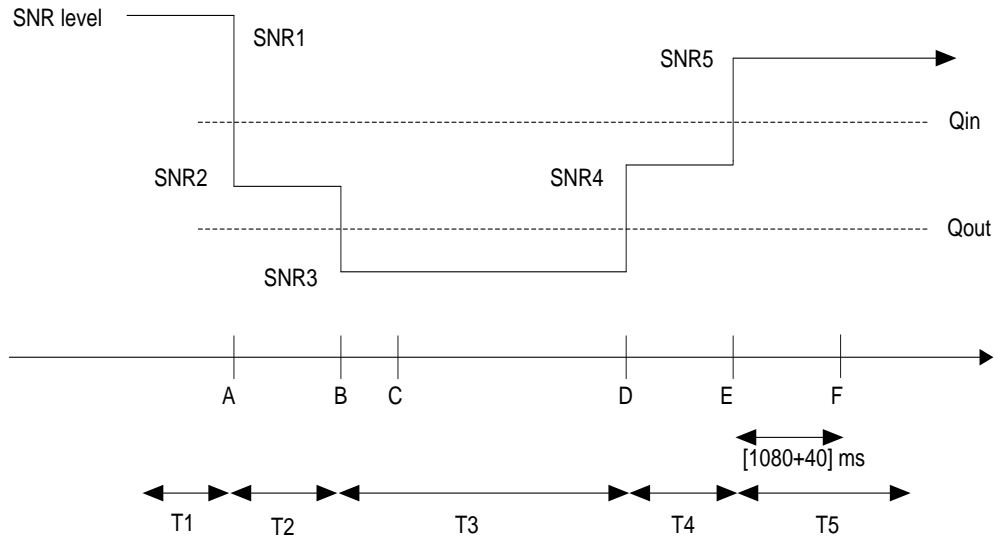 SNR level
SNR1
SNR5
Qin
SNR2
SNR4
Qout
SNR3
A B C D E F
[1080+40] ms
T1 T2 T3 T4 T5